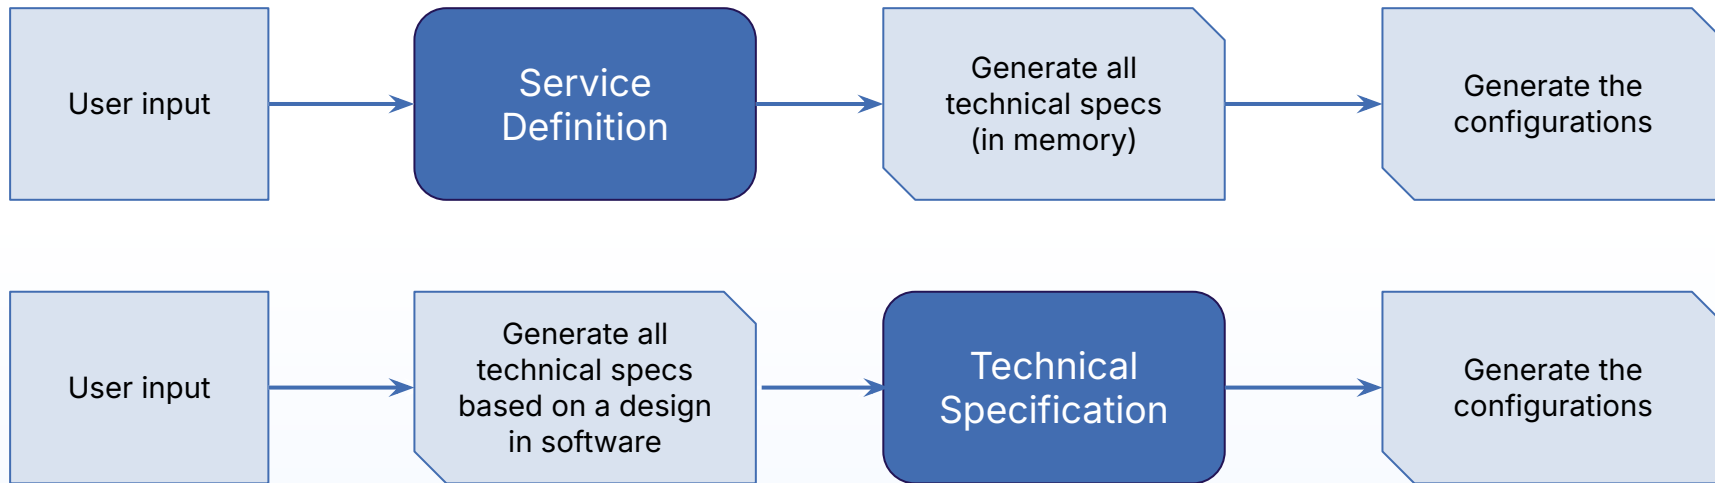 User input
Service
Definition
Generate all
technical specs
(in memory)
Generate the
configurations
User input
Generate all
technical specs
based on a design
in software
Technical
Specification
Generate the
configurations